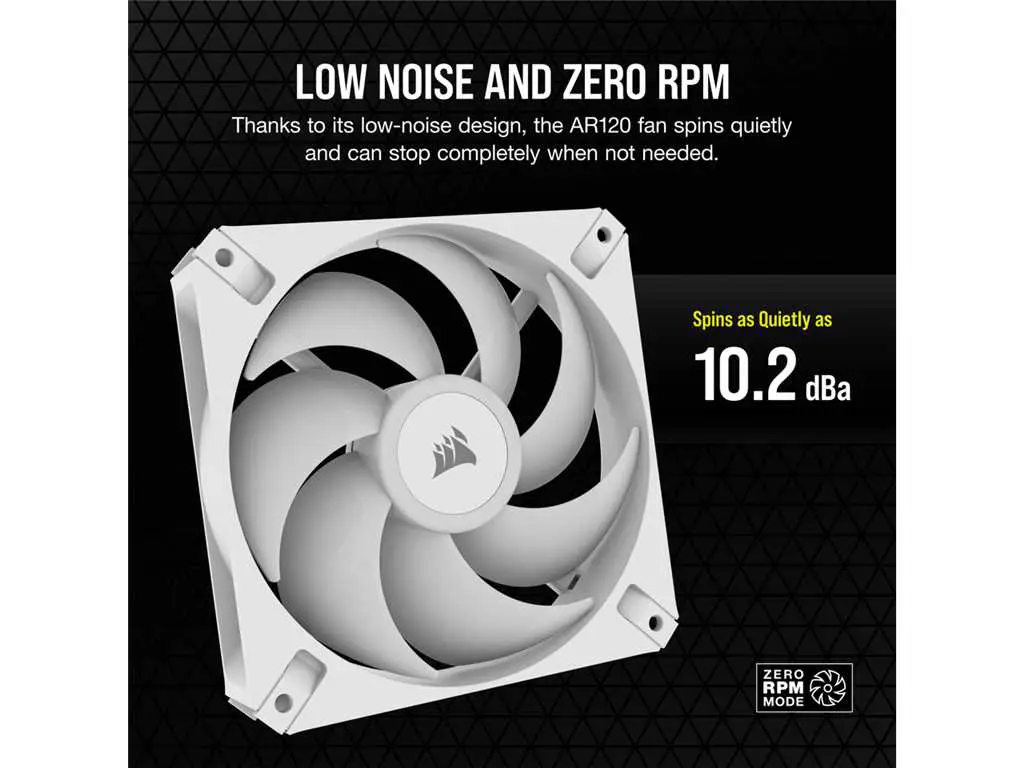 LOW NOISE AND ZERO RPM
Thanks to its low-noise design, the AR120 fan spins quietly
and can stop completely when not needed.
Spins as Quietly as
10.2 dBa
ZERO
RPM
MODE